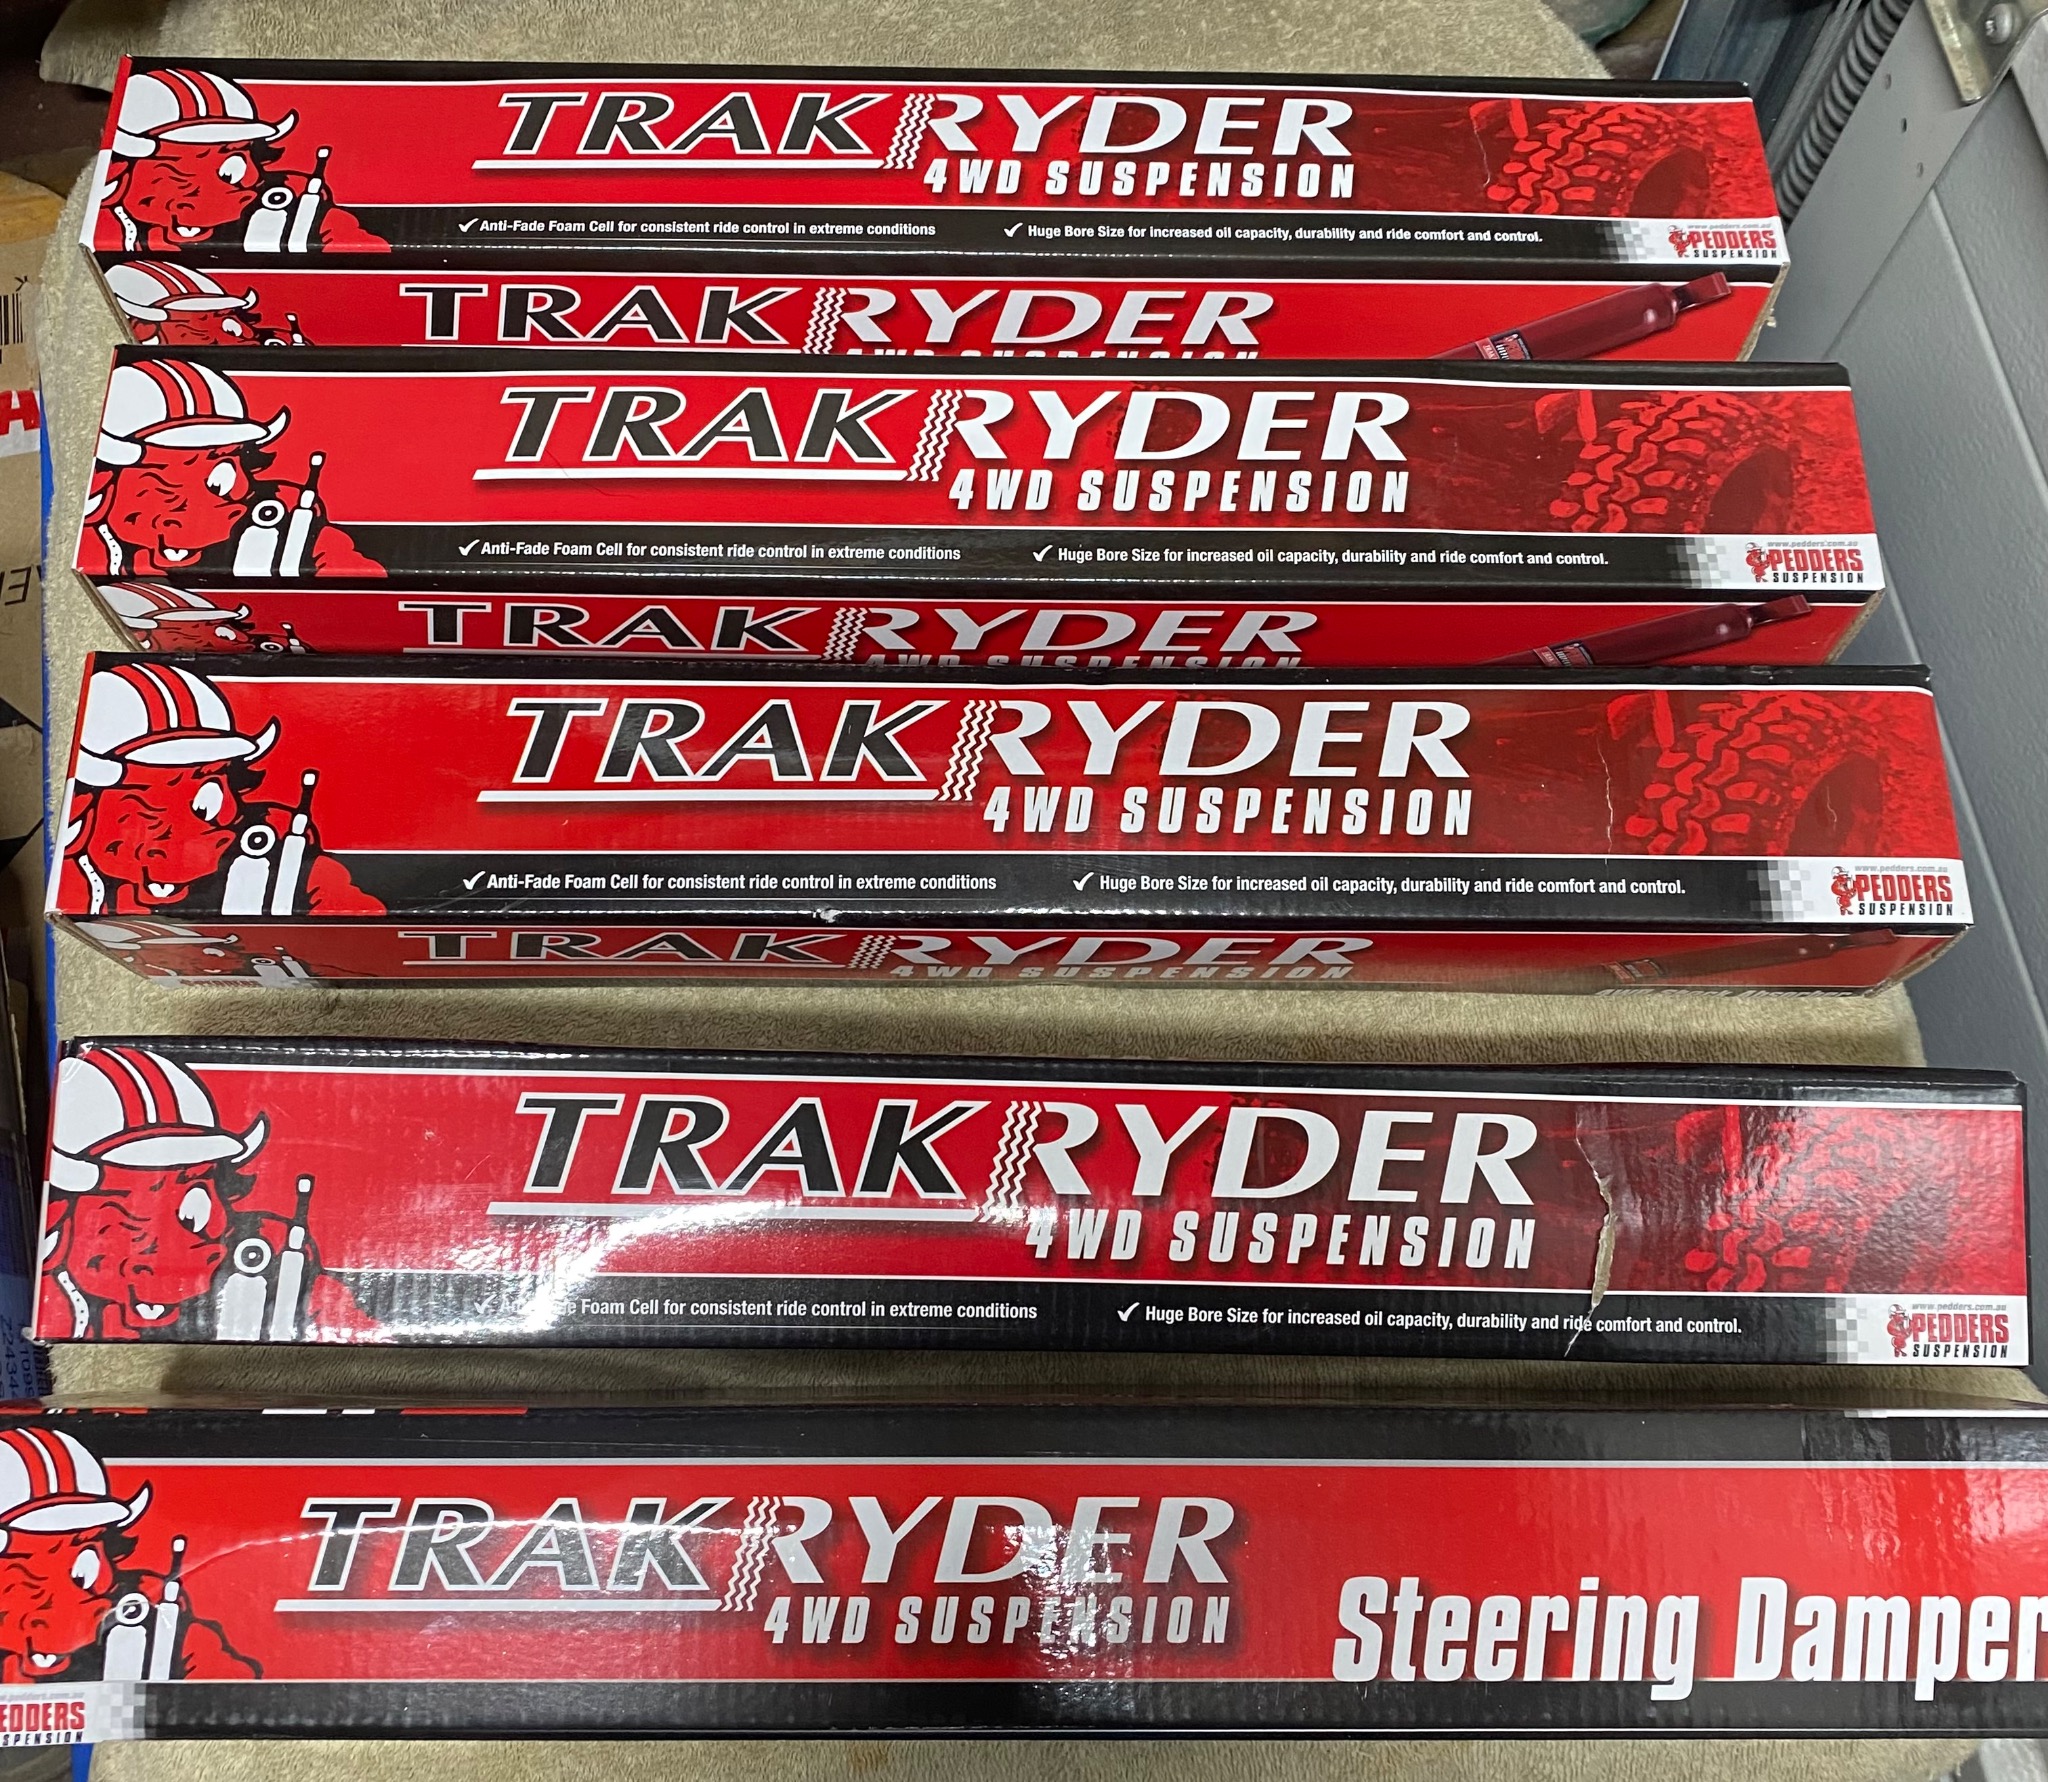 TRAK RYDER
4WD SUSPENSION
Anti-Fade Foam Cell for consistent ride control in extreme conditions
Huge Bore Size for increased oil capacity, durability and ride comfort and control.
www.pedders.com.au
PEDDERS
SUSPENSION
TRAK RYDER
4WD SUSPENSION
TRAK RYDER
4WD SUSPENSION
Anti-Fade Foam Cell for consistent ride control in extreme conditions
Huge Bore Size for increased oil capacity, durability and ride comfort and control.
www.pedders.com.au
PEDDERS
SUSPENSION
TRAK RYDER
4WD SUSPENSION
TRAK RYDER
4WD SUSPENSION
Anti-Fade Foam Cell for consistent ride control in extreme conditions
Huge Bore Size for increased oil capacity, durability and ride comfort and control.
www.pedders.com.au
PEDDERS
SUSPENSION
TRAK RYDER
4WD SUSPENSION
TRAK RYDER
4WD SUSPENSION
Foam Cell for consistent ride control in extreme conditions
Huge Bore Size for increased oil capacity, durability and ride comfort and control.
www.pedders.com.au
PEDDERS
SUSPENSION
TRAK RYDER
4WD SUSPENSION
Steering Damper
EDDERS
SPENSION